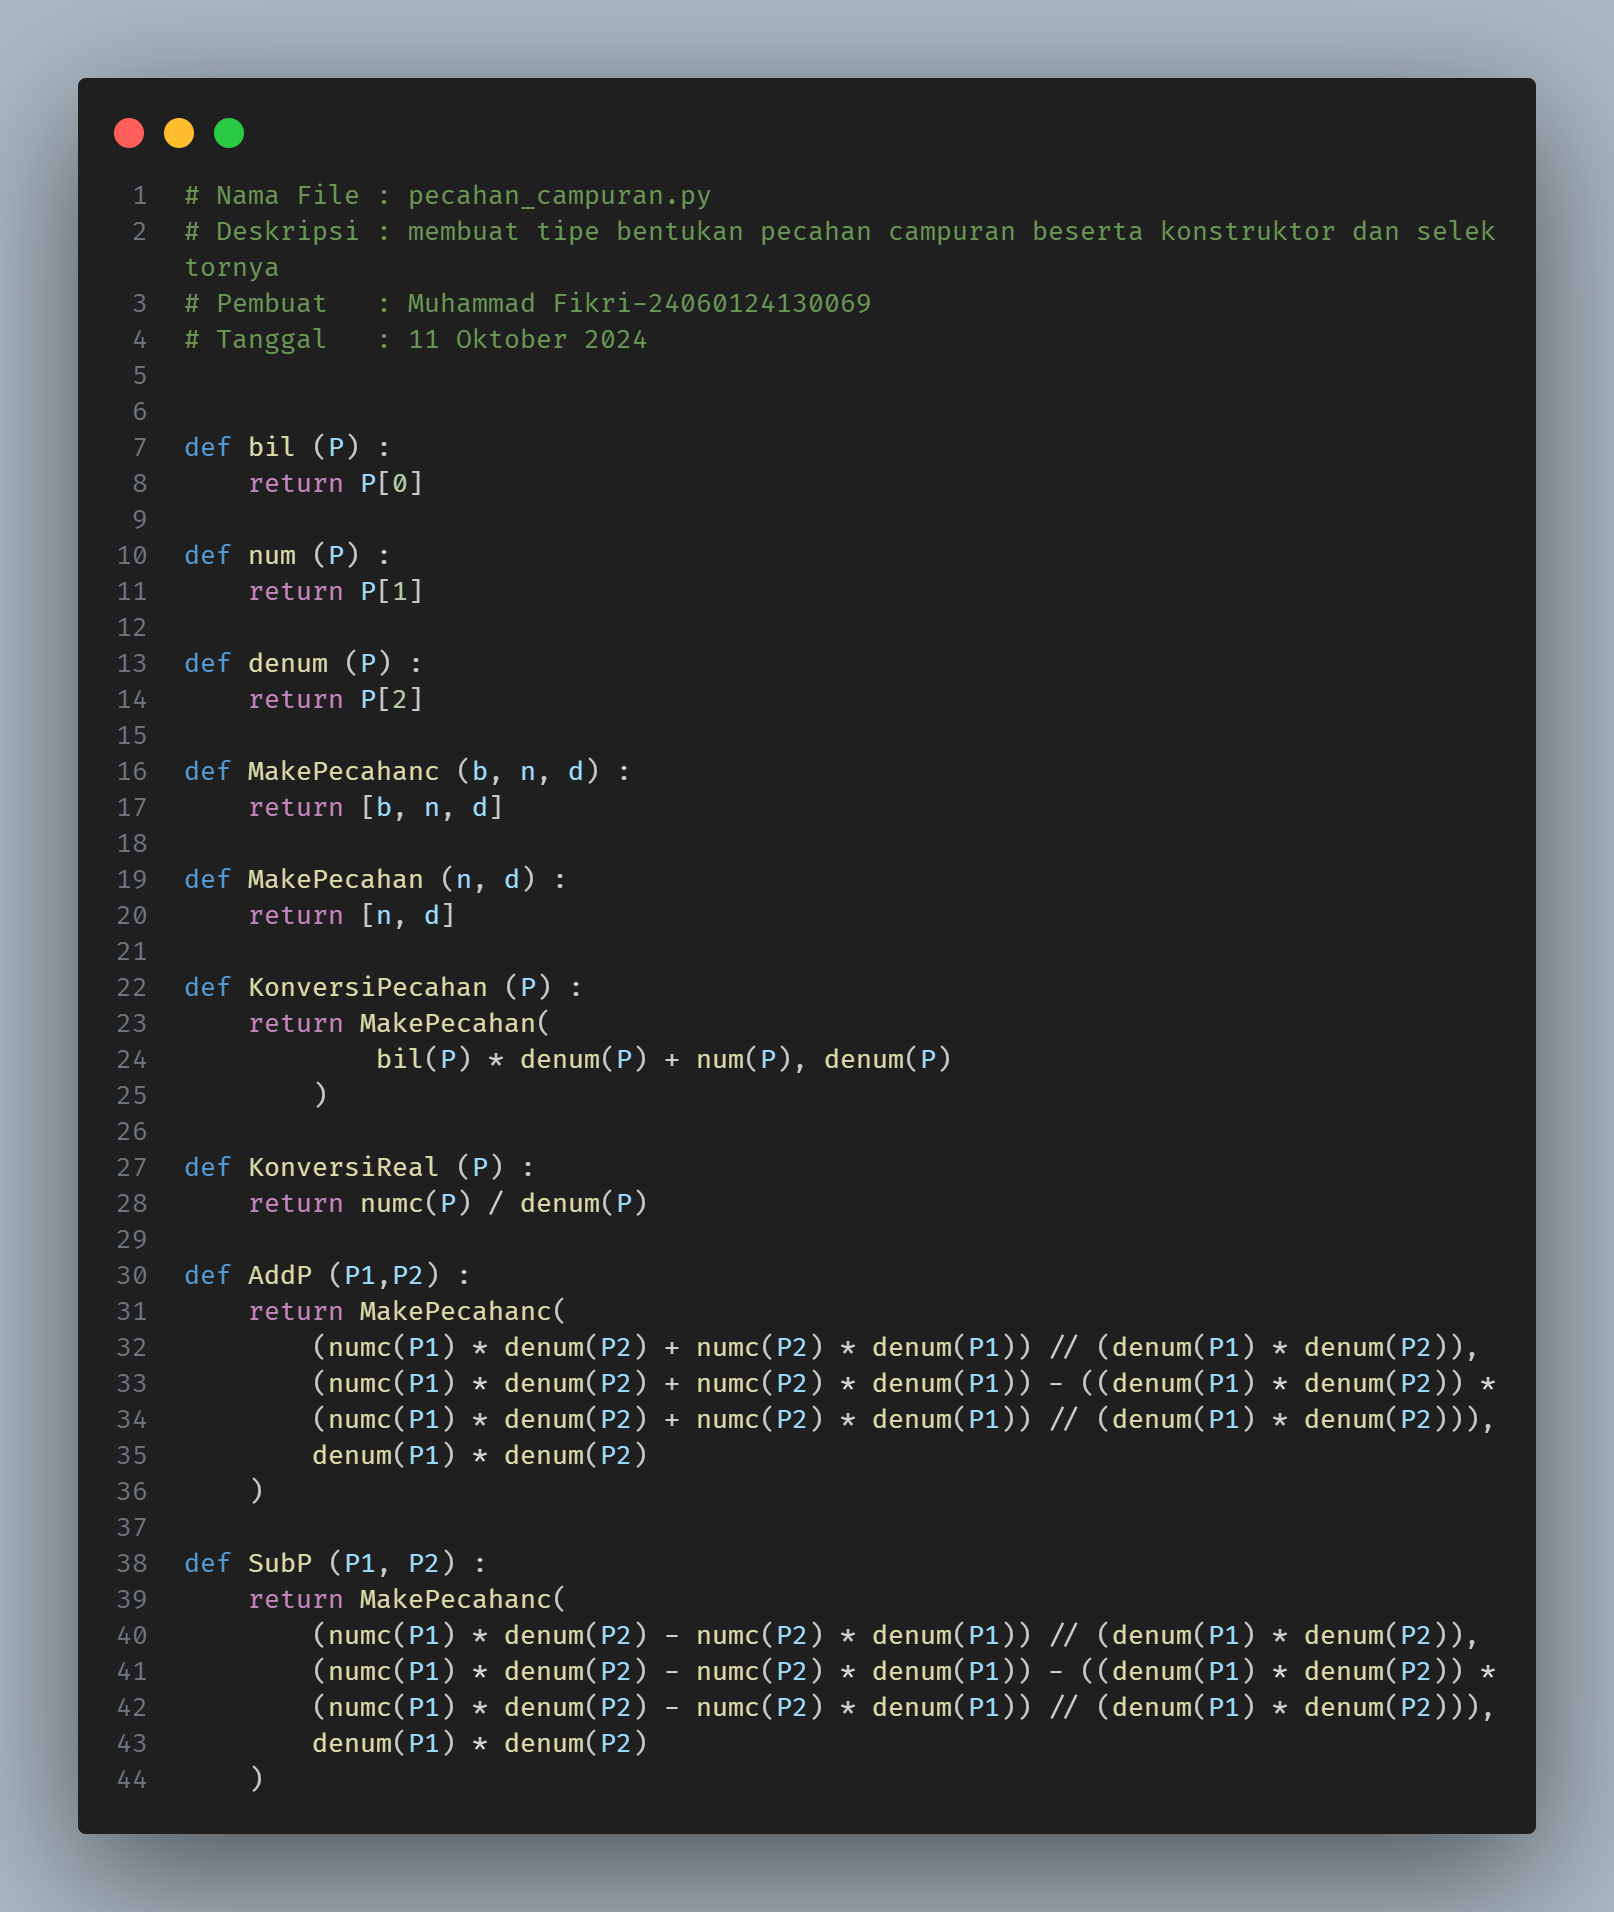 1 # Nama File : pecahan_campuran.py
2 # Deskripsi : membuat tipe bentukan pecahan campuran beserta konstruktor dan selek
tornya
3 # Pembuat   : Muhammad Fikri-24060124130069
4 # Tanggal   : 11 Oktober 2024
5
6
7 def bil (P) :
8     return P[0]
9
10 def num (P) :
11     return P[1]
12
13 def denum (P) :
14     return P[2]
15
16 def MakePecahanc (b, n, d) :
17     return [b, n, d]
18
19 def MakePecahan (n, d) :
20     return [n, d]
21
22 def KonversiPecahan (P) :
23     return MakePecahan(
24             bil(P) * denum(P) + num(P), denum(P)
25         )
26
27 def KonversiReal (P) :
28     return numc(P) / denum(P)
29
30 def AddP (P1,P2) :
31     return MakePecahanc(
32         (numc(P1) * denum(P2) + numc(P2) * denum(P1)) // (denum(P1) * denum(P2)),
33         (numc(P1) * denum(P2) + numc(P2) * denum(P1)) - ((denum(P1) * denum(P2)) *
34         (numc(P1) * denum(P2) + numc(P2) * denum(P1)) // (denum(P1) * denum(P2))),
35         denum(P1) * denum(P2)
36     )
37
38 def SubP (P1, P2) :
39     return MakePecahanc(
40         (numc(P1) * denum(P2) - numc(P2) * denum(P1)) // (denum(P1) * denum(P2)),
41         (numc(P1) * denum(P2) - numc(P2) * denum(P1)) - ((denum(P1) * denum(P2)) *
42         (numc(P1) * denum(P2) - numc(P2) * denum(P1)) // (denum(P1) * denum(P2))),
43         denum(P1) * denum(P2)
44     )